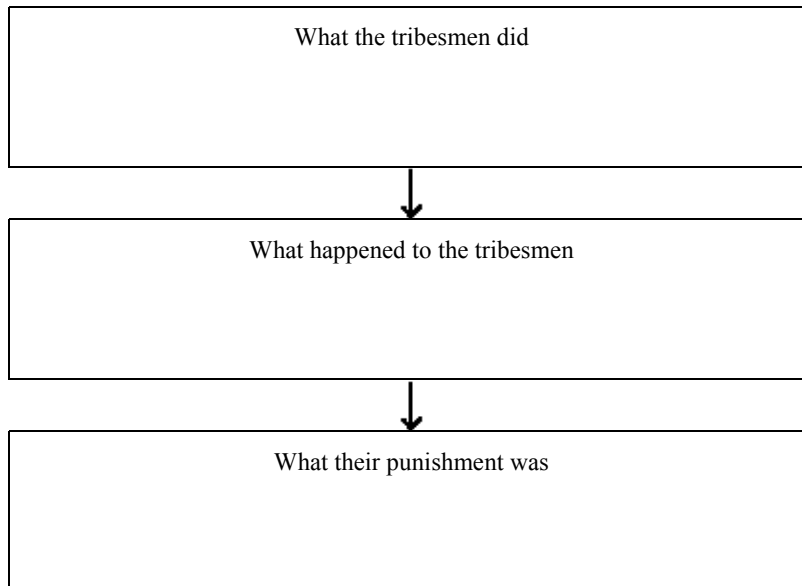 What the tribesmen did
What happened to the tribesmen
What their punishment was